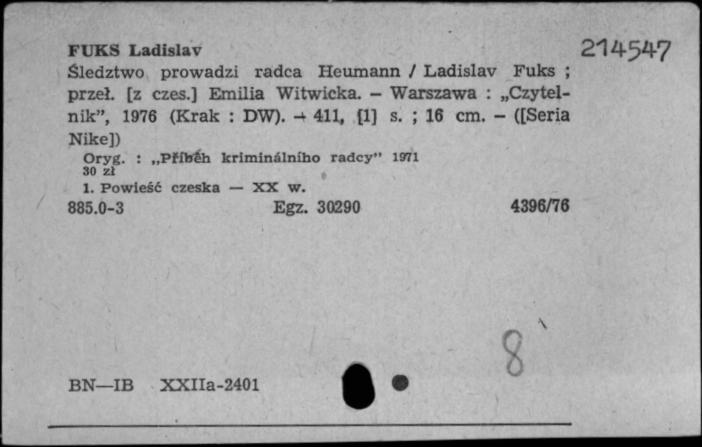 FUKS Ladislav 214547
Śledztwo prowadzi radca Heumann / Ladislav Fuks ;
przeł. [z czes.] Emilia Witwicka. — Warszawa : „Czytel-
nik”, 1976 (Krak : DW). — 411, [1] s. ; 16 cm. — ([Seria
Nike])
Oryg. : „Příběh kriminálního radcy” 1971
30 zł
1. Powieść czeska — XX w.
885.0-3 Egz. 30290 4396/76
8
BN—IB XXIIa-2401